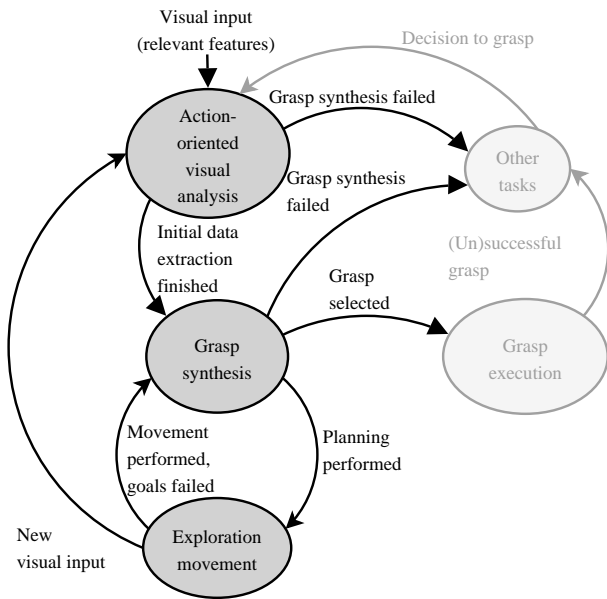 Visual input
(relevant features)
Decision to grasp
Grasp synthesis failed
Action-
oriented
visual
analysis
Other
tasks
Grasp synthesis
failed
Initial data
extraction
finished
(Un)successful
grasp
Grasp
selected
Grasp
synthesis
Grasp
execution
Movement
performed,
goals failed
Planning
performed
New
visual input
Exploration
movement